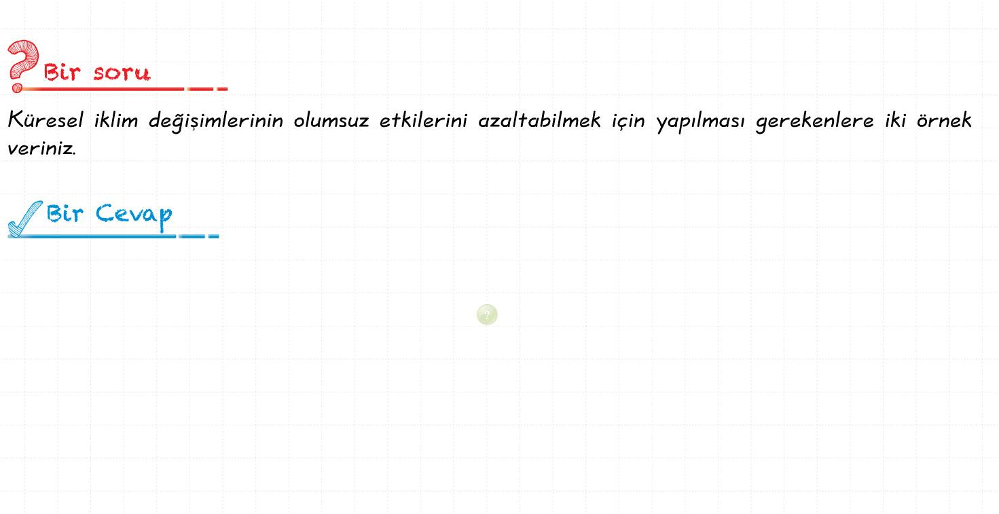 Bir soru
Küresel iklim değişimlerinin olumsuz etkilerini azaltabilmek için yapılması gerekenlere iki örnek
veriniz.
Bir Cevap
?